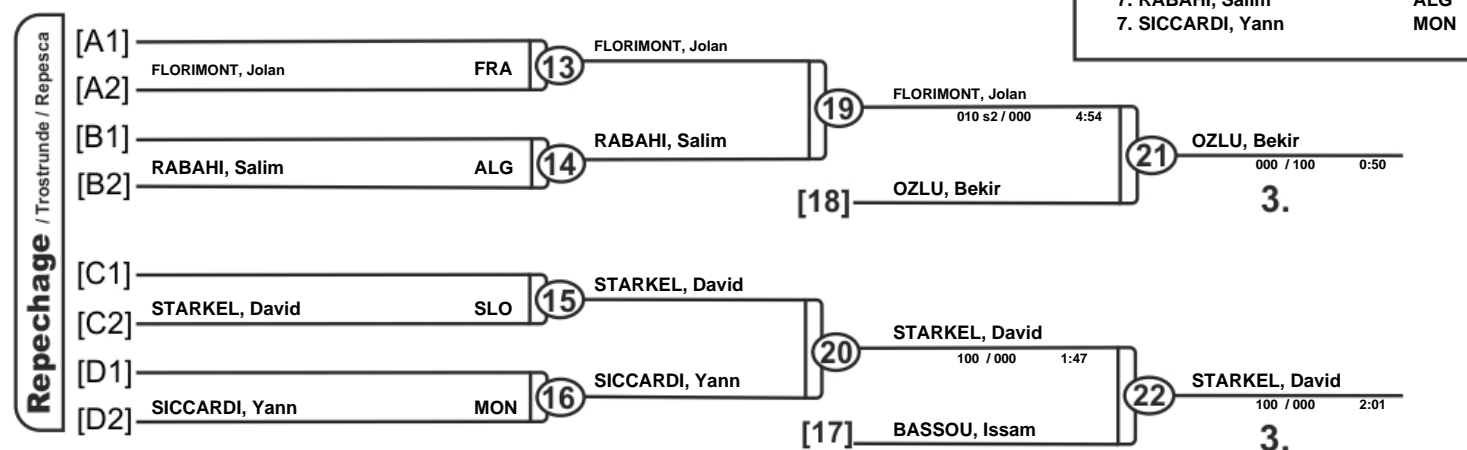 7. RABAHI, Salim ALG
7. SICCARDI, Yann MON
Repechage / Trostrunde / Repesca
[A1]
FLORIMONT, Jolan FRA
[A2]
13
FLORIMONT, Jolan
[B1]
RABAHI, Salim ALG
[B2]
14
RABAHI, Salim
19
FLORIMONT, Jolan
010 s2 / 000 4:54
[18]
OZLU, Bekir
21
OZLU, Bekir
000 / 100 0:50
3.
[C1]
STARKEL, David SLO
[C2]
15
STARKEL, David
[D1]
SICCARDI, Yann MON
[D2]
16
SICCARDI, Yann
20
STARKEL, David
100 / 000 1:47
[17]
BASSOU, Issam
22
STARKEL, David
100 / 000 2:01
3.